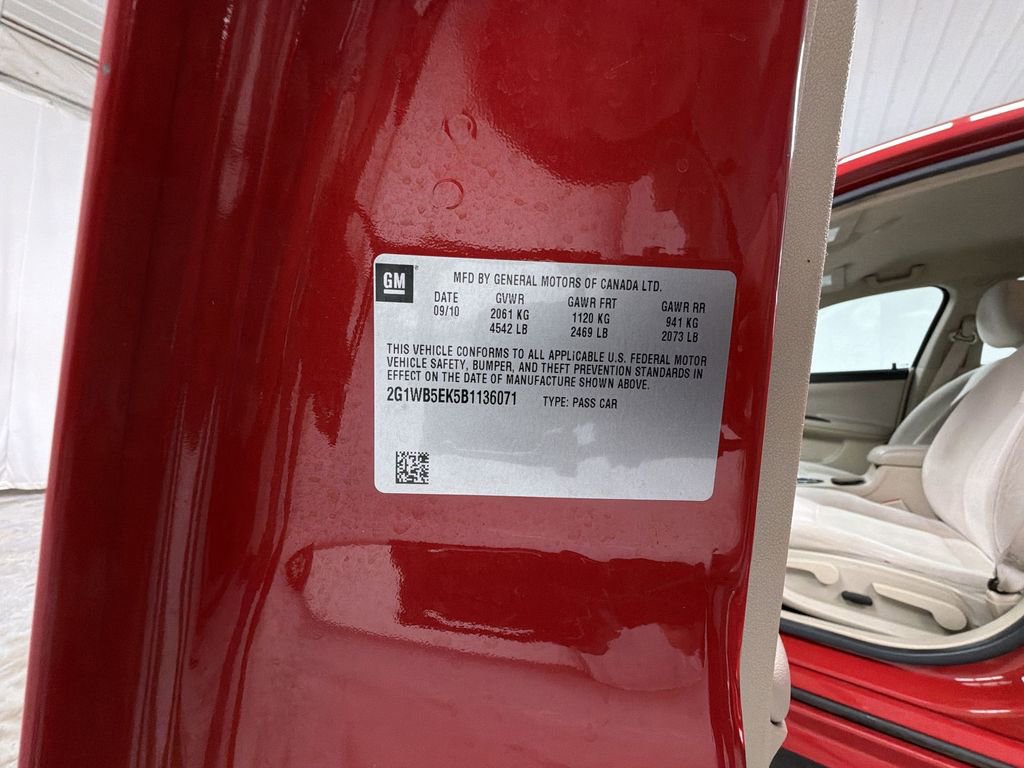 GM
MFD BY GENERAL MOTORS OF CANADA LTD.
DATE GVWR GAWR FRT GAWR RR
09/10 2061 KG 1120 KG 941 KG
4542 LB 2469 LB 2073 LB
THIS VEHICLE CONFORMS TO ALL APPLICABLE U.S. FEDERAL MOTOR
VEHICLE SAFETY, BUMPER, AND THEFT PREVENTION STANDARDS IN
EFFECT ON THE DATE OF MANUFACTURE SHOWN ABOVE.
2G1WB5EK5B1136071 TYPE: PASS CAR